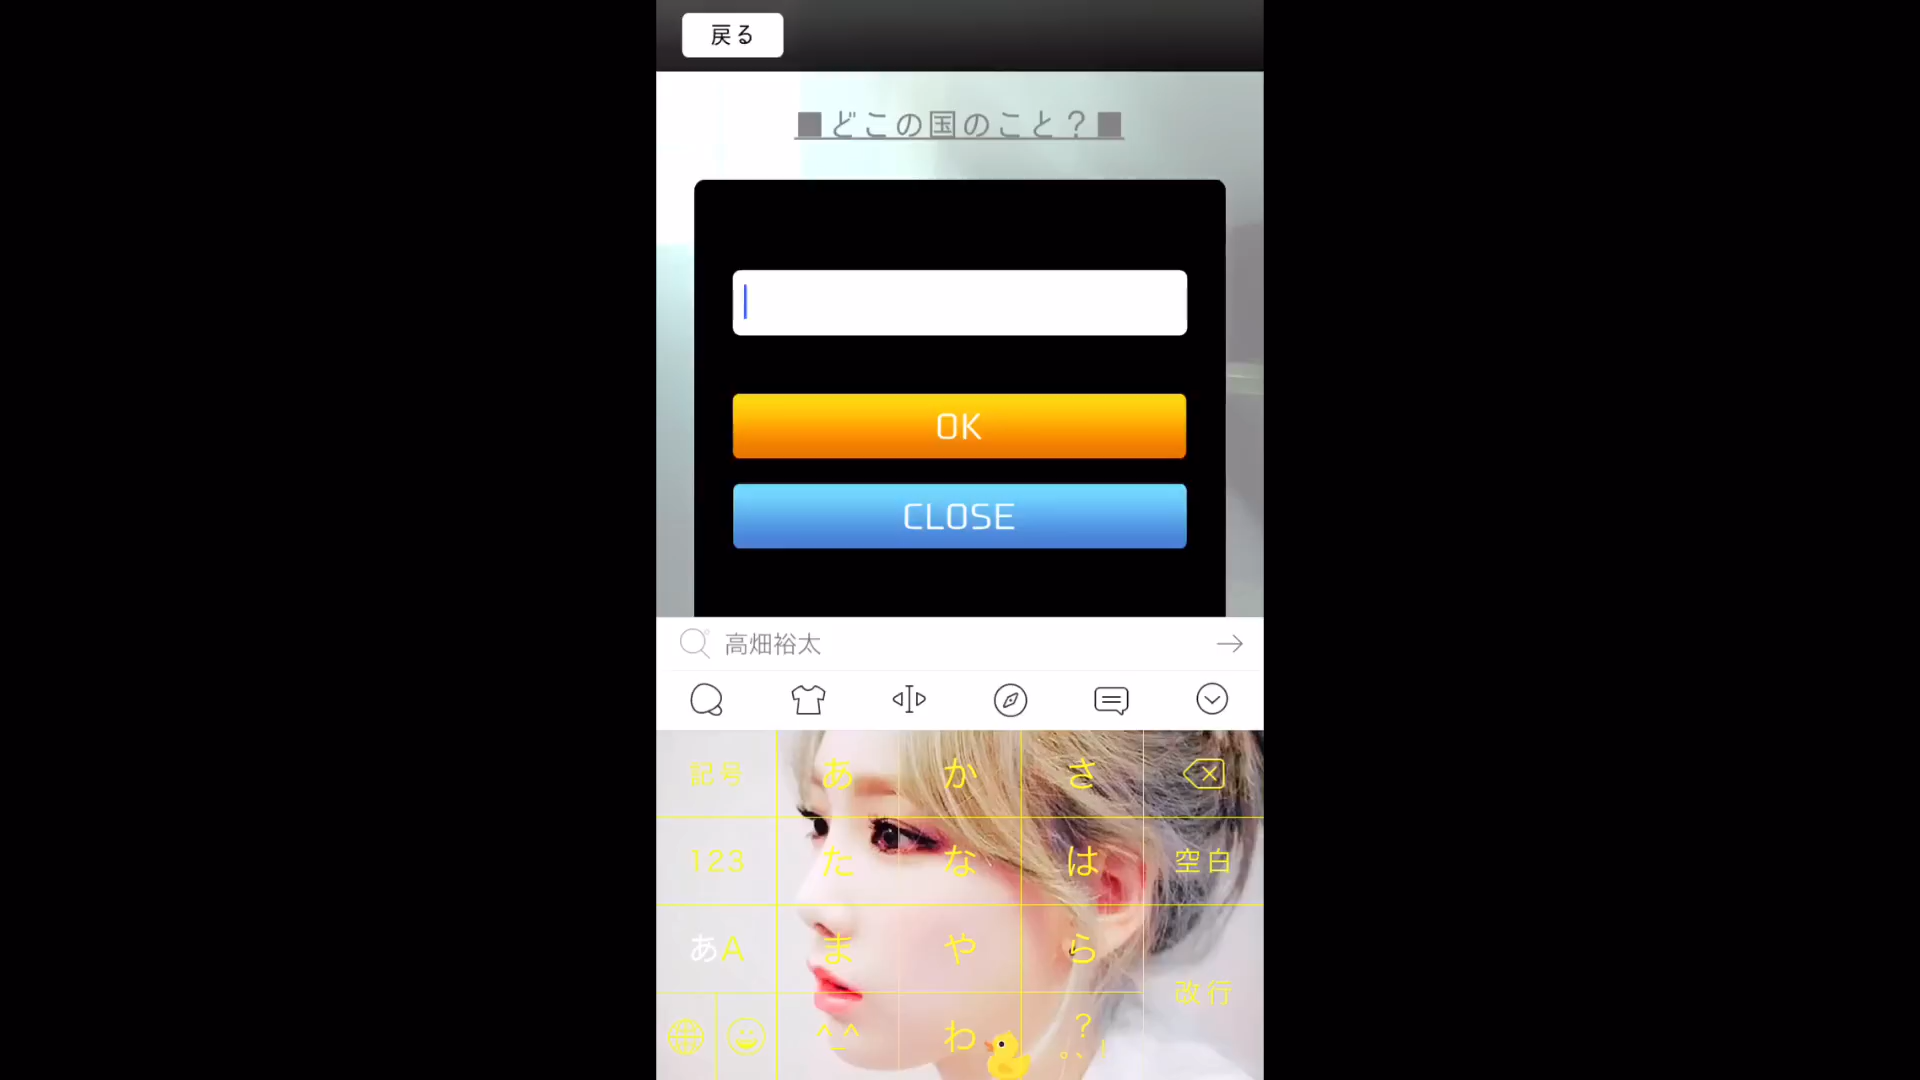 戻る
■どこの国のこと？■
OK
CLOSE
高畑裕太
記号 あ か さ
123 た な は 空白
あA ま や ら
改行
^_^ わ ？
。、！